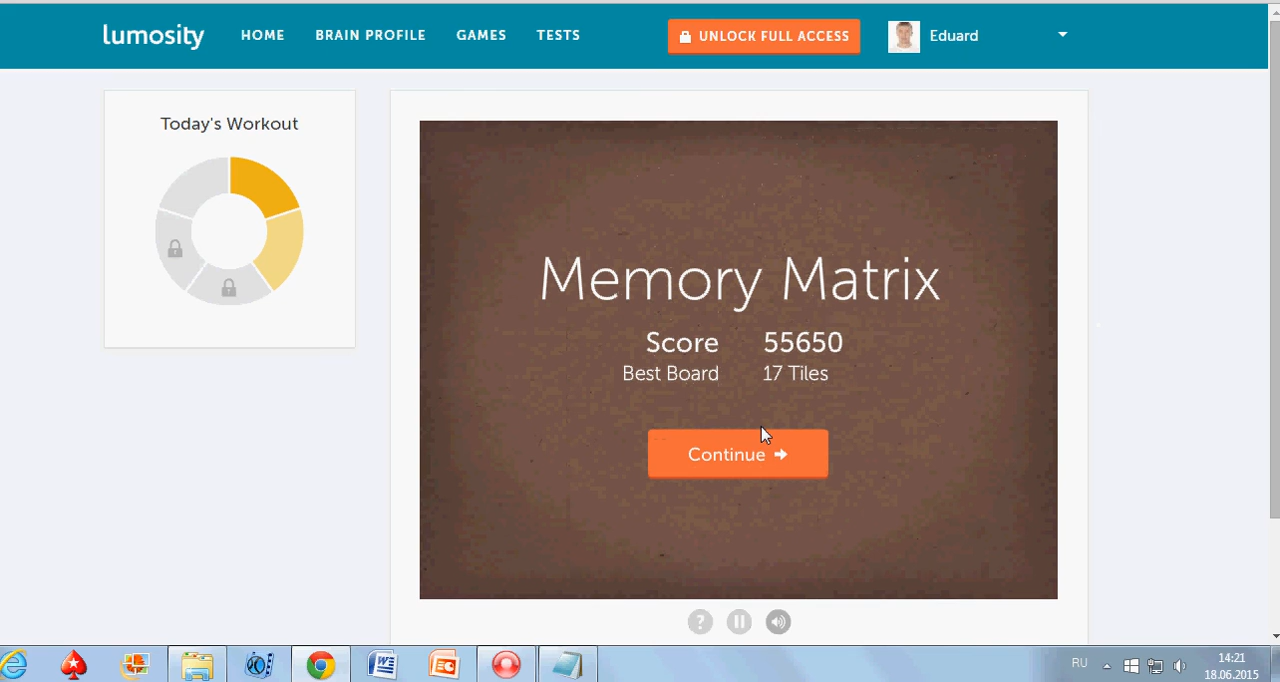 lumosity HOME BRAIN PROFILE GAMES TESTS UNLOCK FULL ACCESS Eduard
Today's Workout
Memory Matrix
Score 55650
Best Board 17 Tiles
Continue
?
RU 14:21
18.06.2015